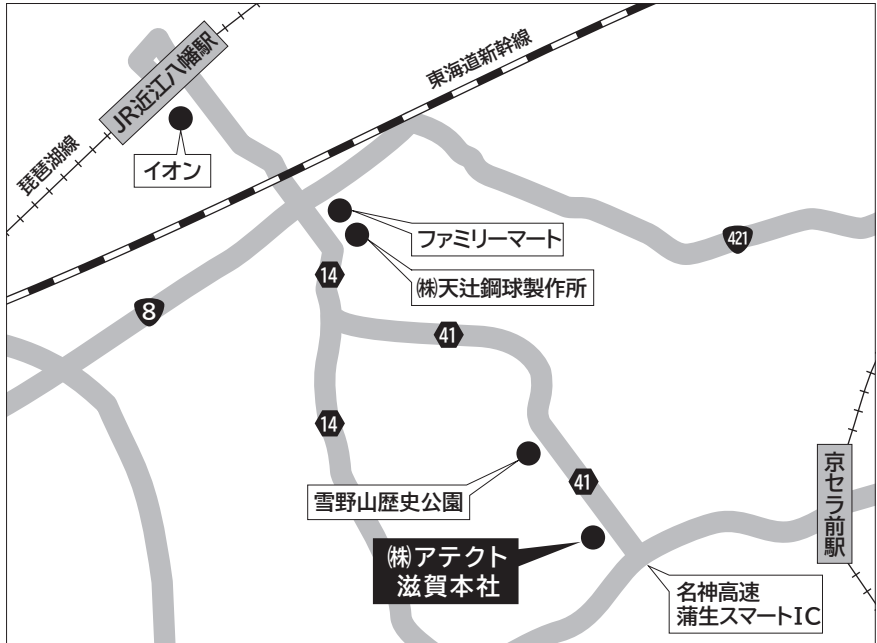 JR近江八幡駅
東海道新幹線
琵琶湖線
イオン
ファミリーマート
421
㈱天辻鋼球製作所
14
8
41
14
雪野山歴史公園
41
京セラ前駅
㈱アテクト
滋賀本社
名神高速
蒲生スマートIC